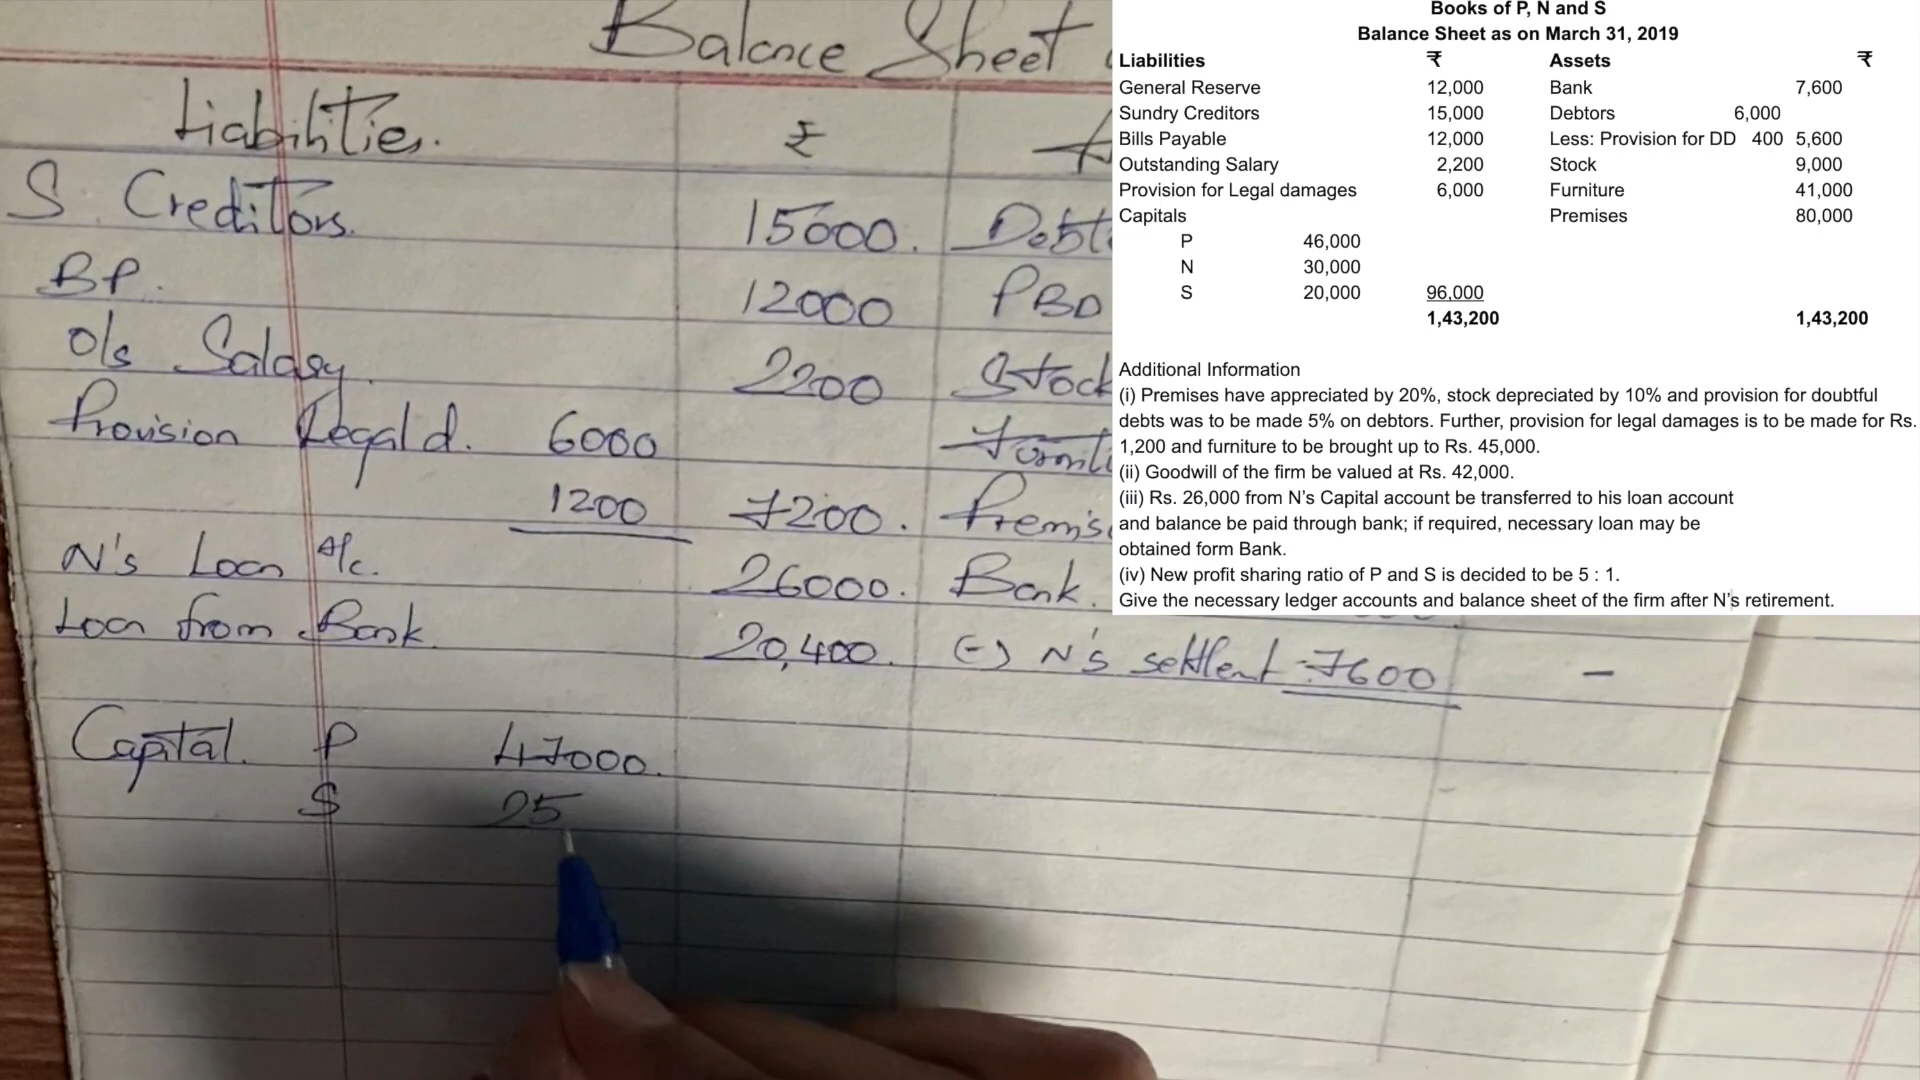 Balance Sheet
Liabilities. ₹
S. Creditors. 15000. Debt
BP. 12000 PBD
O/s Salary. 2200 Stock
Provision Legal d. 6000 Furnit
1200 7200. Premis
N's Loan A/c. 26000. Bank.
Loan from Bank. 20,400. (-) N's settlent 7600 –
Capital. P 47000.
S 25
Books of P, N and S
Balance Sheet as on March 31, 2019
Liabilities ₹ Assets ₹
General Reserve 12,000 Bank 7,600
Sundry Creditors 15,000 Debtors 6,000
Bills Payable 12,000 Less: Provision for DD 400 5,600
Outstanding Salary 2,200 Stock 9,000
Provision for Legal damages 6,000 Furniture 41,000
Capitals Premises 80,000
P 46,000
N 30,000
S 20,000 96,000
1,43,200 1,43,200
Additional Information
(i) Premises have appreciated by 20%, stock depreciated by 10% and provision for doubtful
debts was to be made 5% on debtors. Further, provision for legal damages is to be made for Rs.
1,200 and furniture to be brought up to Rs. 45,000.
(ii) Goodwill of the firm be valued at Rs. 42,000.
(iii) Rs. 26,000 from N's Capital account be transferred to his loan account
and balance be paid through bank; if required, necessary loan may be
obtained form Bank.
(iv) New profit sharing ratio of P and S is decided to be 5 : 1.
Give the necessary ledger accounts and balance sheet of the firm after N's retirement.